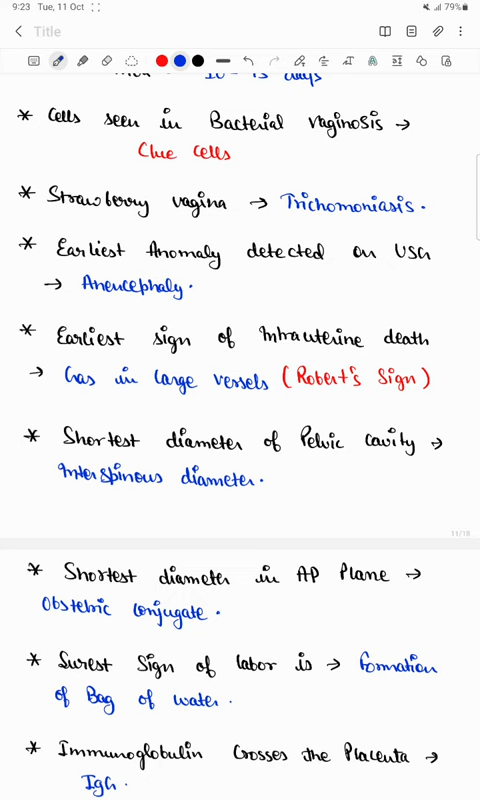 9:23 Tue, 11 Oct
79%
Title
10 - 15 days
* Cells seen in Bacterial Vaginosis →
Clue Cells
* Strawberry vagina → Trichomoniasis.
* Earliest Anomaly detected on USG
→ Anencephaly.
* Earliest sign of Intrauterine death
→ Gas in large vessels (Robert's Sign)
* Shortest diameter of Pelvic cavity →
Interspinous diameter.
11/18
* Shortest diameter in AP Plane →
Obstetric Conjugate.
* Surest Sign of labor is → Formation
of Bag of water.
* Immunoglobulin Crosses the Placenta →
IgG.